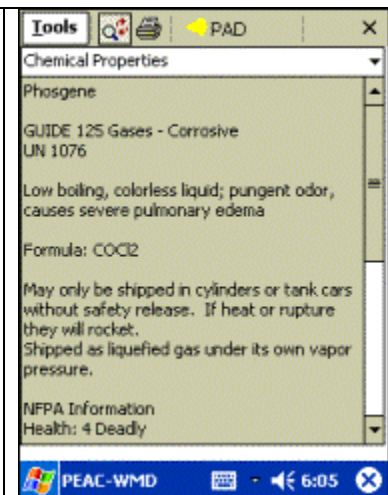 Tools PAD ×
Chemical Properties
Phosgene
GUIDE 125 Gases - Corrosive
UN 1076
Low boiling, colorless liquid; pungent odor,
causes severe pulmonary edema
Formula: COCl2
May only be shipped in cylinders or tank cars
without safety release. If heat or rupture
they will rocket.
Shipped as liquefied gas under its own vapor
pressure.
NFPA Information
Health: 4 Deadly
PEAC-WMD 6:05